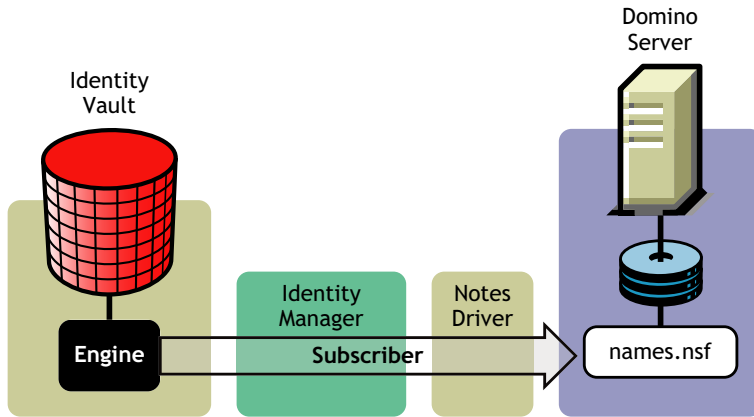 Domino
Server
Identity
Vault
Identity
Manager
Notes
Driver
Engine
Subscriber
names.nsf